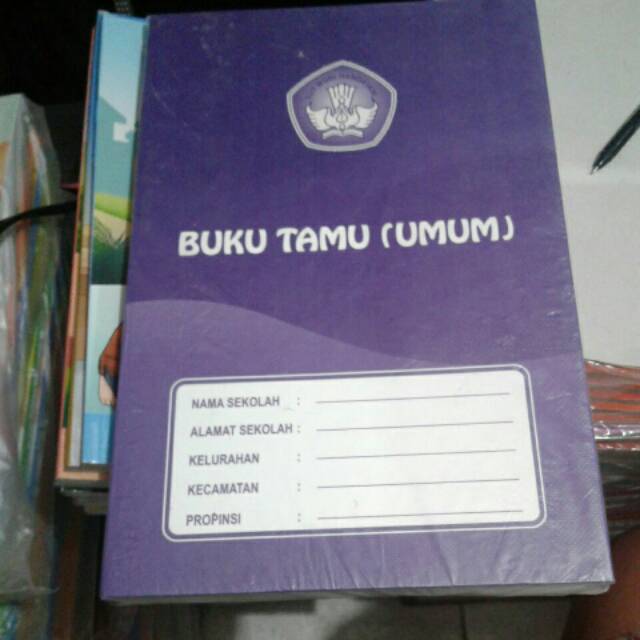 BUKU TAMU (UMUM)
NAMA SEKOLAH :
ALAMAT SEKOLAH :
KELURAHAN :
KECAMATAN :
PROPINSI :